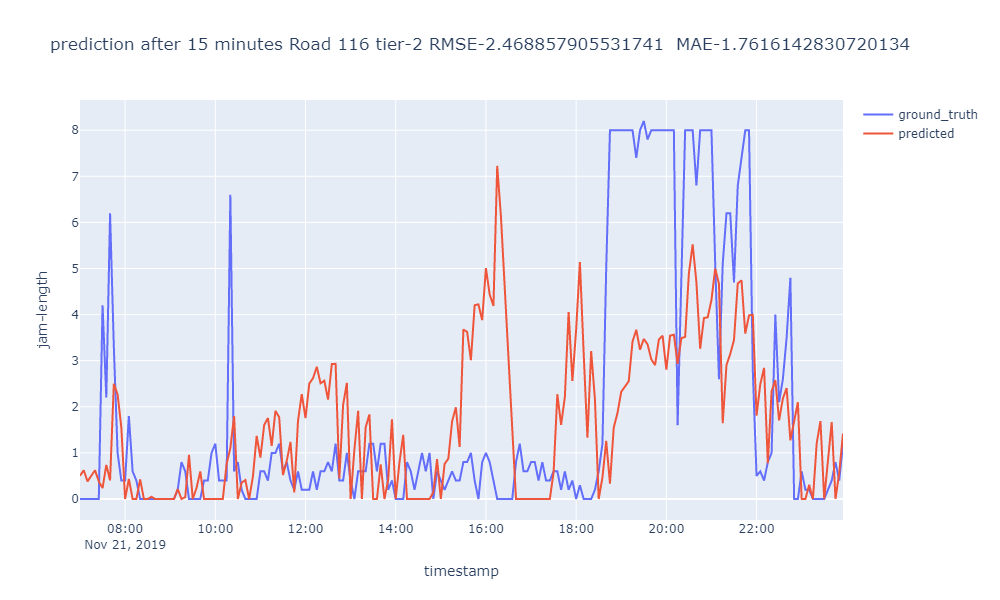 prediction after 15 minutes Road 116 tier-2 RMSE-2.468857905531741  MAE-1.7616142830720134
ground_truth
predicted
8
7
6
5
4
3
2
1
0
jam-length
08:00 10:00 12:00 14:00 16:00 18:00 20:00 22:00
Nov 21, 2019
timestamp